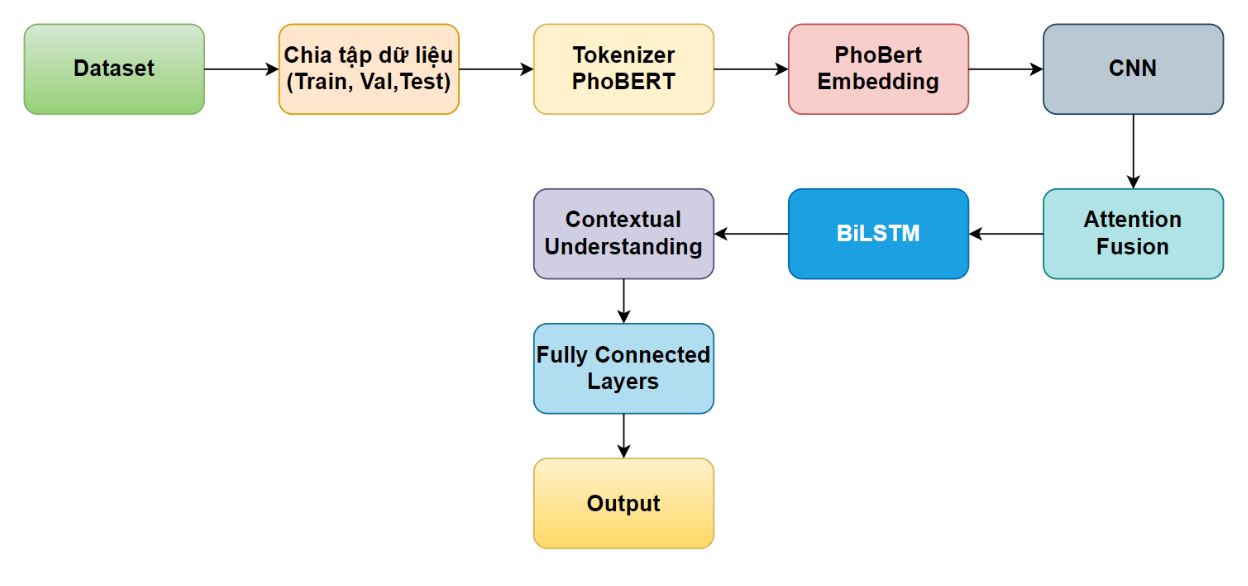 Dataset
Chia tập dữ liệu
(Train, Val,Test)
Tokenizer
PhoBERT
PhoBert
Embedding
CNN
Attention
Fusion
BiLSTM
Contextual
Understanding
Fully Connected
Layers
Output